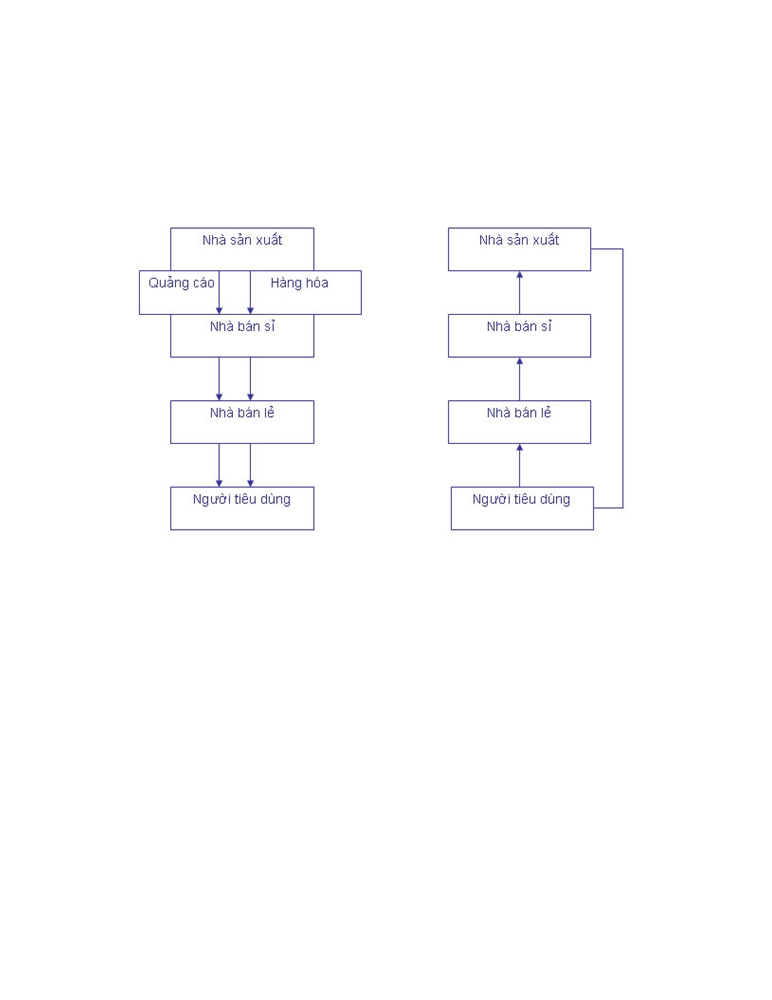 Nhà sản xuất
Quảng cáo
Hàng hóa
Nhà bán sỉ
Nhà bán lẻ
Người tiêu dùng
Nhà sản xuất
Nhà bán sỉ
Nhà bán lẻ
Người tiêu dùng